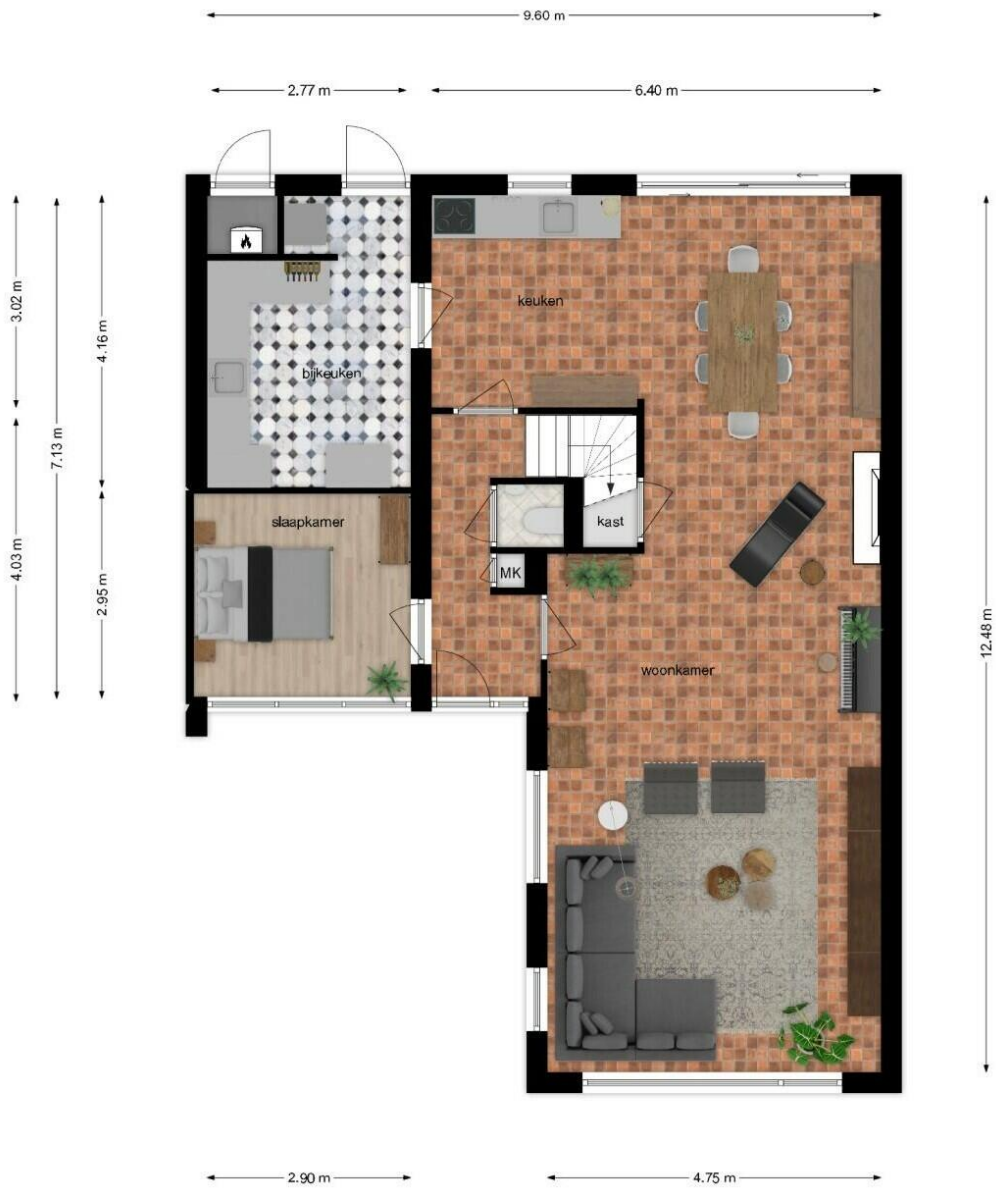 9.60 m
2.77 m
6.40 m
3.02 m
4.16 m
7.13 m
4.03 m
2.95 m
12.48 m
keuken
bijkeuken
slaapkamer
kast
MK
woonkamer
2.90 m
4.75 m